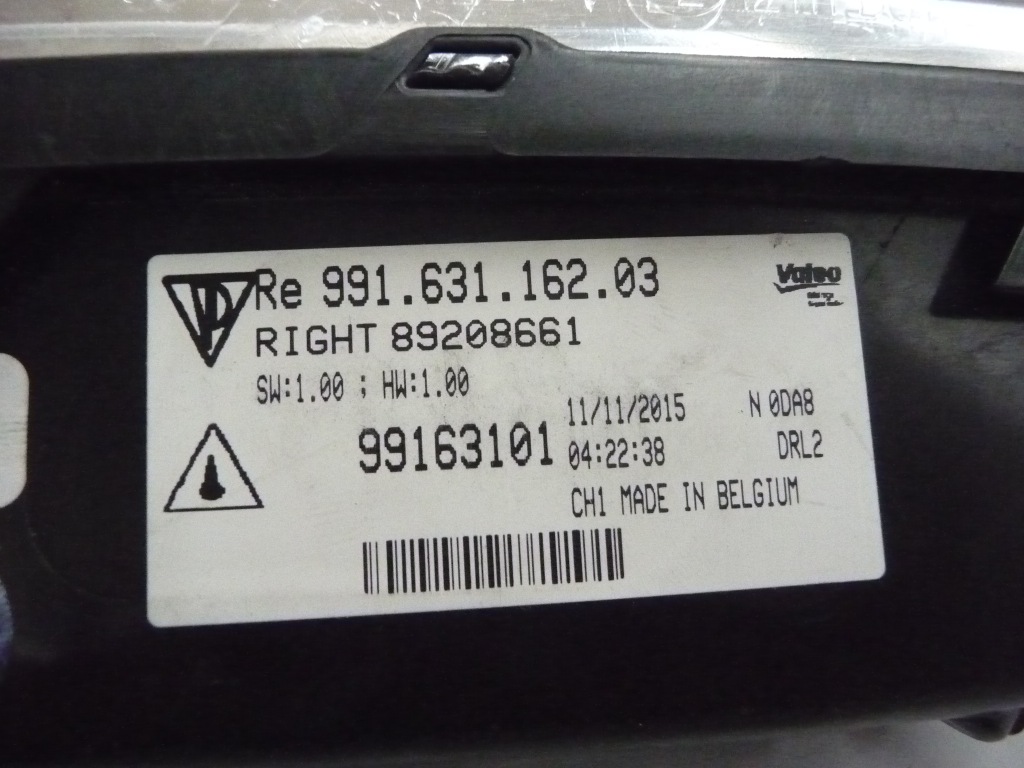 Re 991.631.162.03
Valeo
RIGHT 89208661
SW:1.00 ; HW:1.00
11/11/2015 N 0DA8
99163101 04:22:38 DRL2
CH1 MADE IN BELGIUM